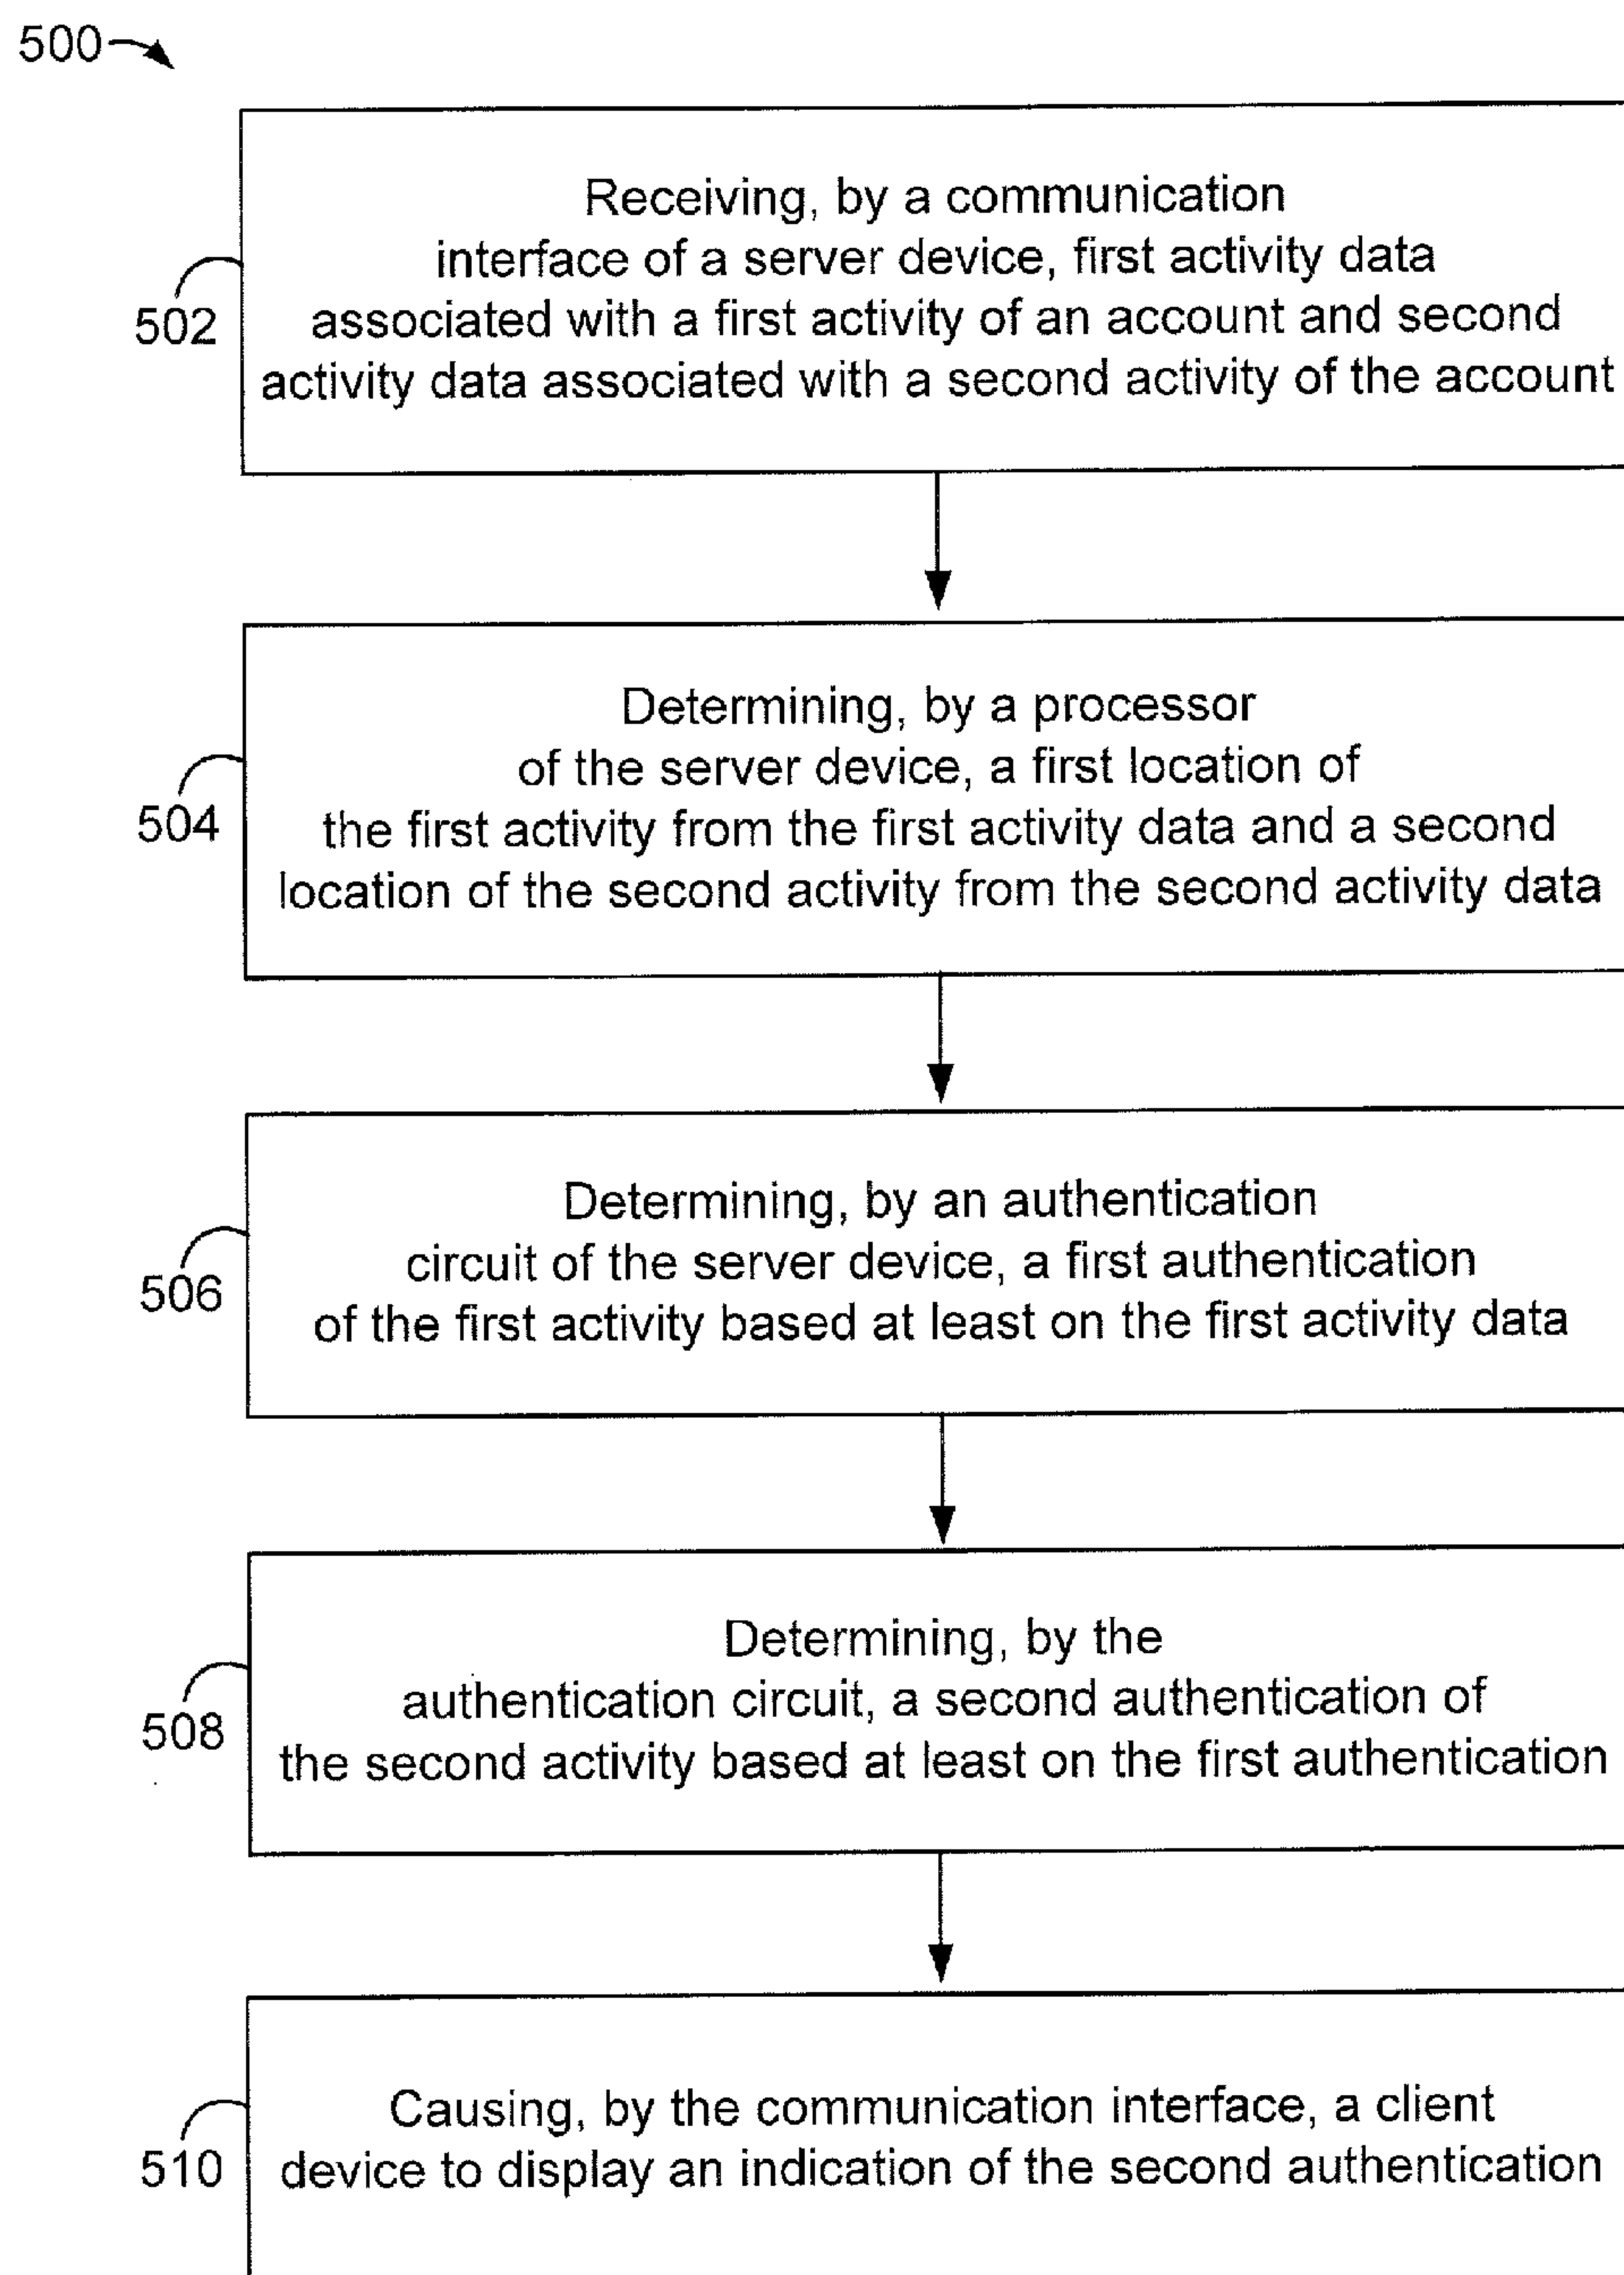 500
Receiving, by a communication
interface of a server device, first activity data
associated with a first activity of an account and second
activity data associated with a second activity of the account
502
Determining, by a processor
of the server device, a first location of
the first activity from the first activity data and a second
location of the second activity from the second activity data
504
Determining, by an authentication
circuit of the server device, a first authentication
of the first activity based at least on the first activity data
506
Determining, by the
authentication circuit, a second authentication of
the second activity based at least on the first authentication
508
Causing, by the communication interface, a client
device to display an indication of the second authentication
510